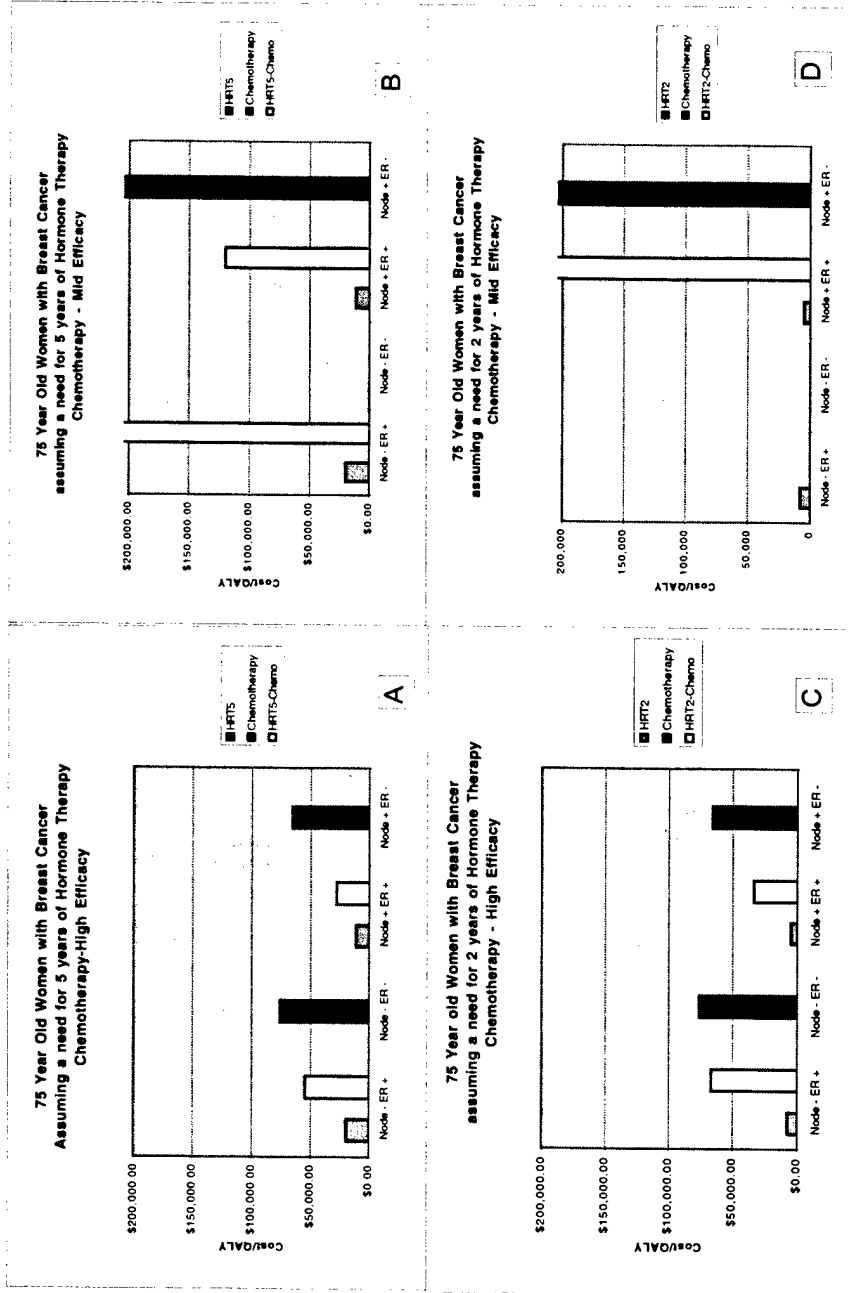 75 Year Old Women with Breast Cancer
Assuming a need for 5 years of Hormone Therapy
Chemotherapy-High Efficacy
$200,000.00
$150,000.00
$100,000.00
$50,000.00
$0.00
Cost/QALY
Node - ER +
Node - ER -
Node + ER +
Node + ER -
HRT5
Chemotherapy
HRT5-Chemo
A
75 Year Old Women with Breast Cancer
assuming a need for 5 years of Hormone Therapy
Chemotherapy - Mid Efficacy
$200,000.00
$150,000.00
$100,000.00
$50,000.00
$0.00
Cost/QALY
Node - ER +
Node - ER -
Node + ER +
Node + ER -
HRT5
Chemotherapy
HRT5-Chemo
B
75 Year old Women with Breast Cancer
assuming a need for 2 years of Hormone Therapy
Chemotherapy - High Efficacy
$200,000.00
$150,000.00
$100,000.00
$50,000.00
$0.00
Cost/QALY
Node - ER +
Node - ER -
Node + ER +
Node + ER -
HRT2
Chemotherapy
HRT2-Chemo
C
75 Year Old Women with Breast Cancer
assuming a need for 2 years of Hormone Therapy
Chemotherapy - Mid Efficacy
200,000
150,000
100,000
50,000
0
Cost/QALY
Node - ER +
Node - ER -
Node + ER +
Node + ER -
HRT2
Chemotherapy
HRT2-Chemo
D